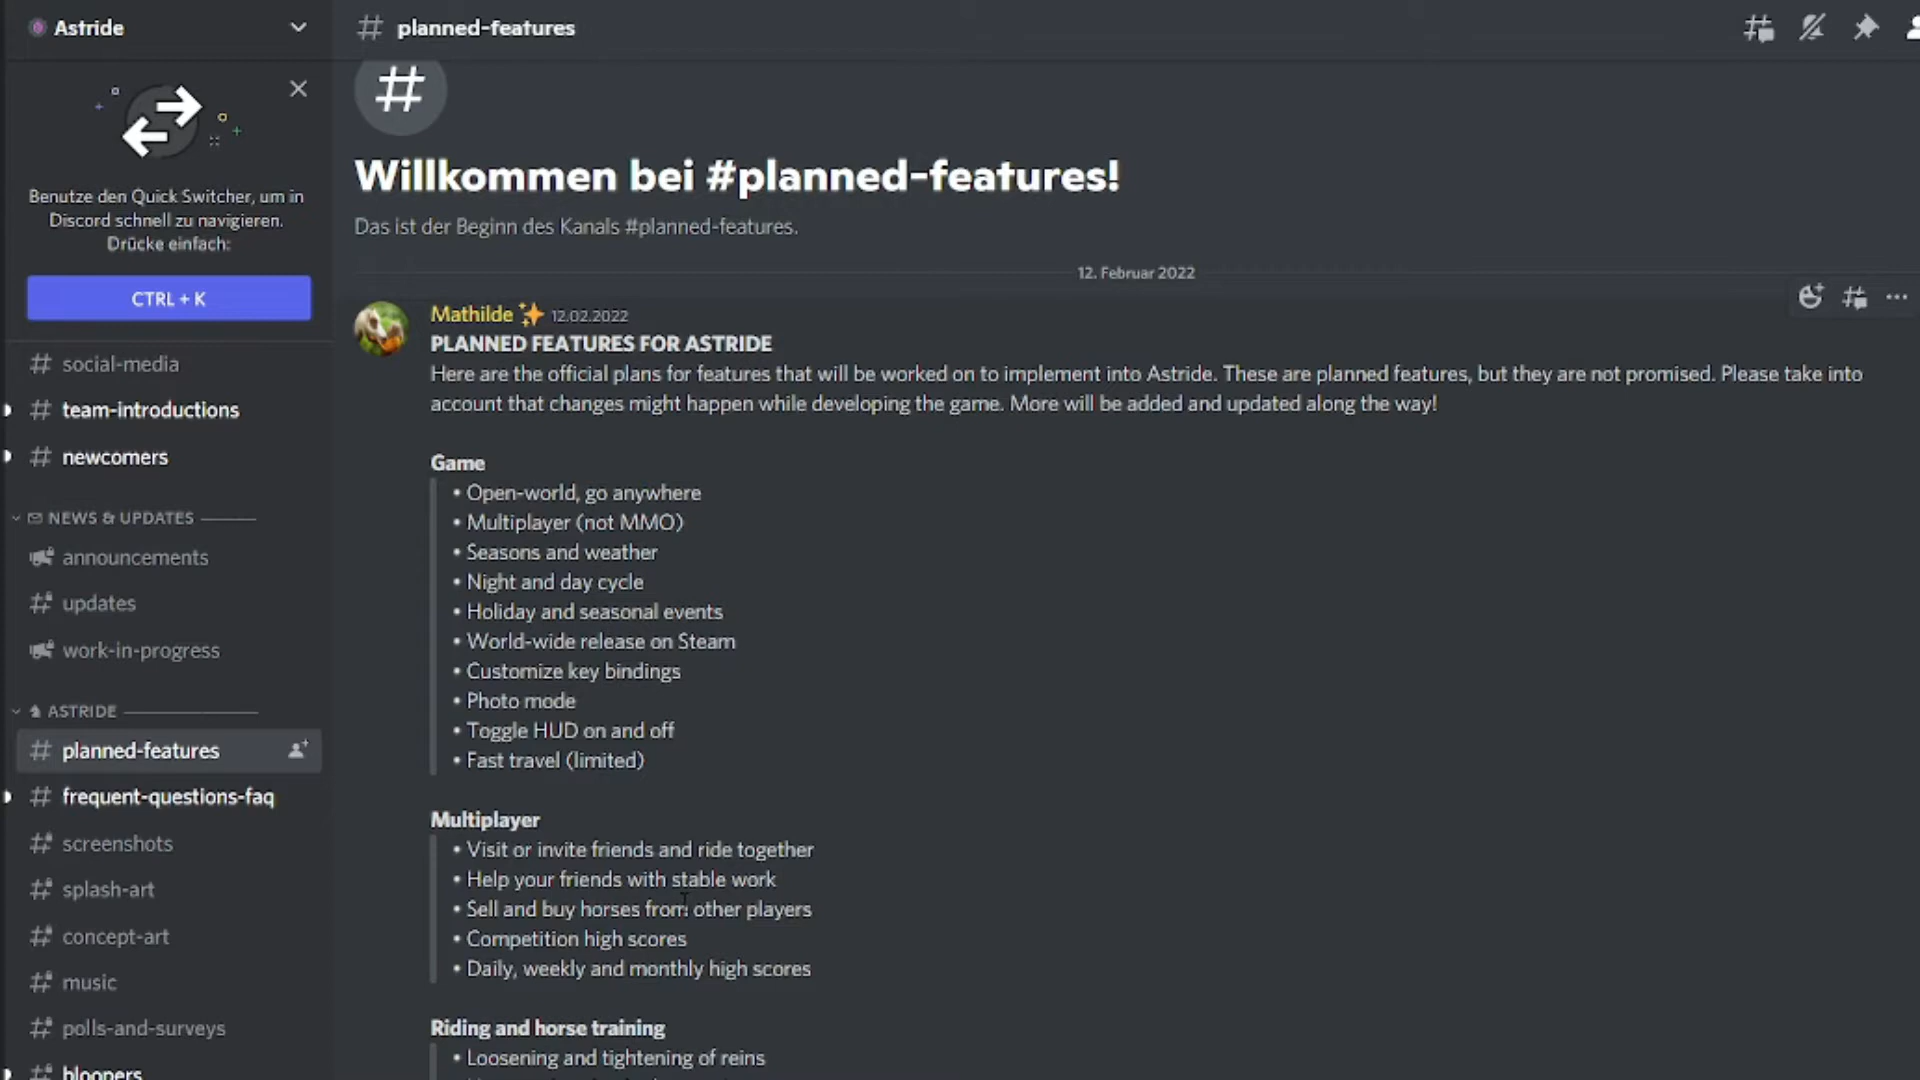 Astride
Benutze den Quick Switcher, um in
Discord schnell zu navigieren.
Drücke einfach:
CTRL + K
social-media
team-introductions
newcomers
NEWS & UPDATES
announcements
updates
work-in-progress
ASTRIDE
planned-features
frequent-questions-faq
screenshots
splash-art
concept-art
music
polls-and-surveys
bloopers
# planned-features
#
Willkommen bei #planned-features!
Das ist der Beginn des Kanals #planned-features.
12. Februar 2022
Mathilde ✨ 12.02.2022
PLANNED FEATURES FOR ASTRIDE
Here are the official plans for features that will be worked on to implement into Astride. These are planned features, but they are not promised. Please take into
account that changes might happen while developing the game. More will be added and updated along the way!
Game
• Open-world, go anywhere
• Multiplayer (not MMO)
• Seasons and weather
• Night and day cycle
• Holiday and seasonal events
• World-wide release on Steam
• Customize key bindings
• Photo mode
• Toggle HUD on and off
• Fast travel (limited)
Multiplayer
• Visit or invite friends and ride together
• Help your friends with stable work
• Sell and buy horses from other players
• Competition high scores
• Daily, weekly and monthly high scores
Riding and horse training
• Loosening and tightening of reins